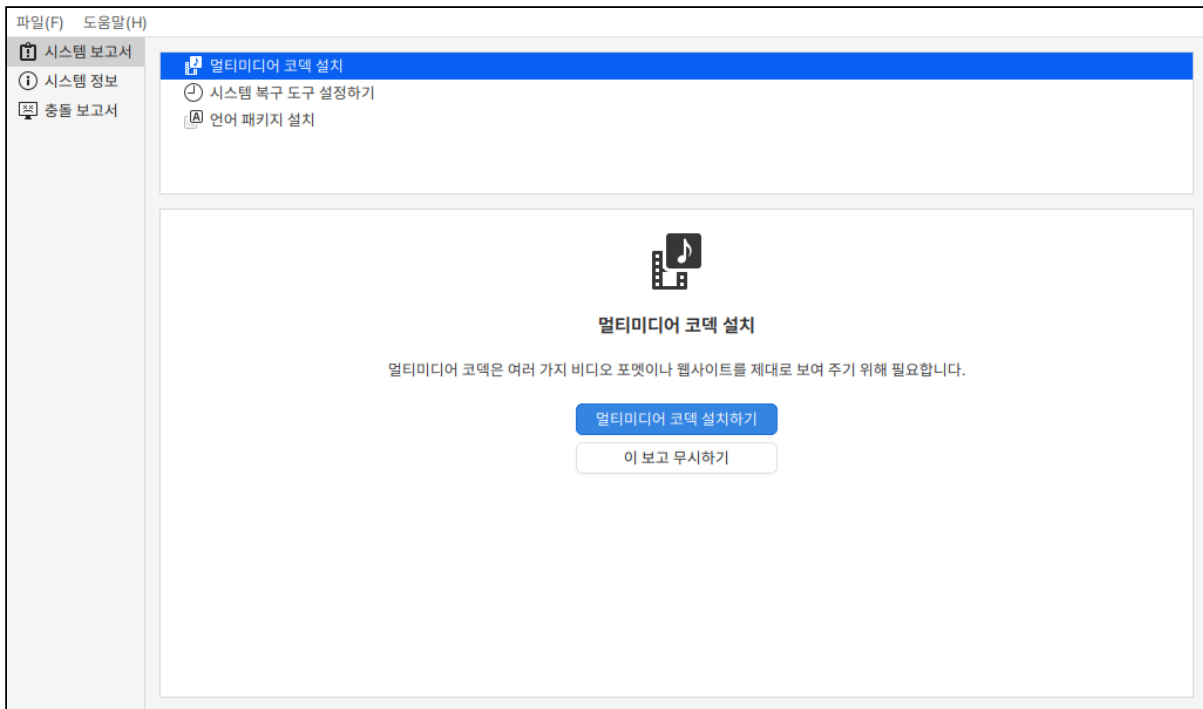 파일(F) 도움말(H)
시스템 보고서
시스템 정보
충돌 보고서
멀티미디어 코덱 설치
시스템 복구 도구 설정하기
언어 패키지 설치
멀티미디어 코덱 설치
멀티미디어 코덱은 여러 가지 비디오 포멧이나 웹사이트를 제대로 보여 주기 위해 필요합니다.
멀티미디어 코덱 설치하기
이 보고 무시하기